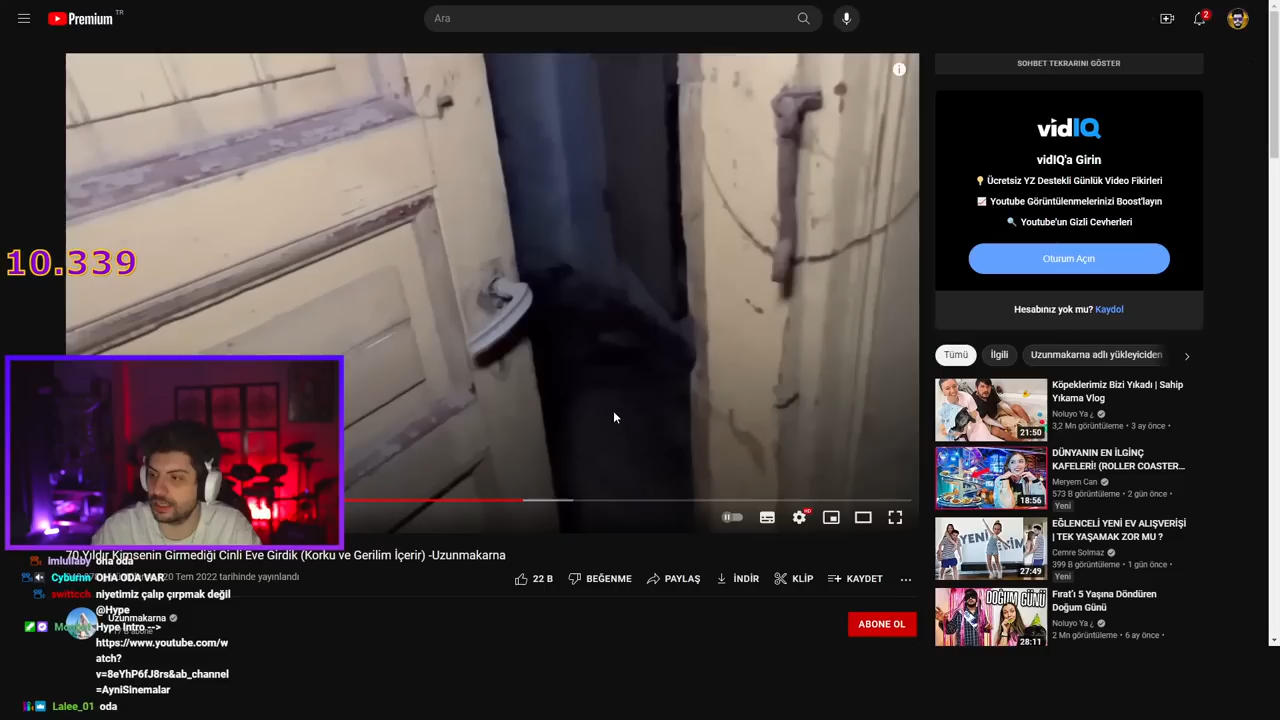 Premium TR
Ara
2
SOHBET TEKRARINI GÖSTER
vidIQ
vidIQ'a Girin
Ücretsiz YZ Destekli Günlük Video Fikirleri
Youtube Görüntülenmelerinizi Boost'layın
Youtube'un Gizli Cevherleri
Oturum Açın
Hesabınız yok mu? Kaydol
10.339
Tümü
İlgili
Uzunmakarna adlı yükleyiciden
Köpeklerimiz Bizi Yıkadı | Sahip
Yıkama Vlog
Noluyo Ya ¿
3,2 Mn görüntüleme • 3 ay önce •
21:50
DÜNYANIN EN İLGİNÇ
KAFELERİ! (ROLLER COASTER...
Meryem Can
573 B görüntüleme • 2 gün önce •
Yeni
18:56
EĞLENCELİ YENİ EV ALIŞVERİŞİ
| TEK YAŞAMAK ZOR MU ?
Cemre Solmaz
399 B görüntüleme • 1 gün önce •
Yeni
27:49
Fırat'ı 5 Yaşına Döndüren
Doğum Günü
Noluyo Ya ¿
2 Mn görüntüleme • 6 ay önce •
28:11
HD
70 Yıldır Kimsenin Girmediği Cinli Eve Girdik (Korku ve Gerilim İçerir) -Uzunmakarna
20 Tem 2022 tarihinde yayınlandı
22 B
BEĞENME
PAYLAŞ
İNDİR
KLİP
KAYDET
Uzunmakarna
ABONE OL
oha oda
Cyburn OHA ODA VAR
swittcch niyetimiz çalıp çırpmak değil
@Hype
Hype Intro -->
https://www.youtube.com/w
atch?
v=8eYhP6fJ8rs&ab_channel
=AyniSinemalar
Lalee_01 oda